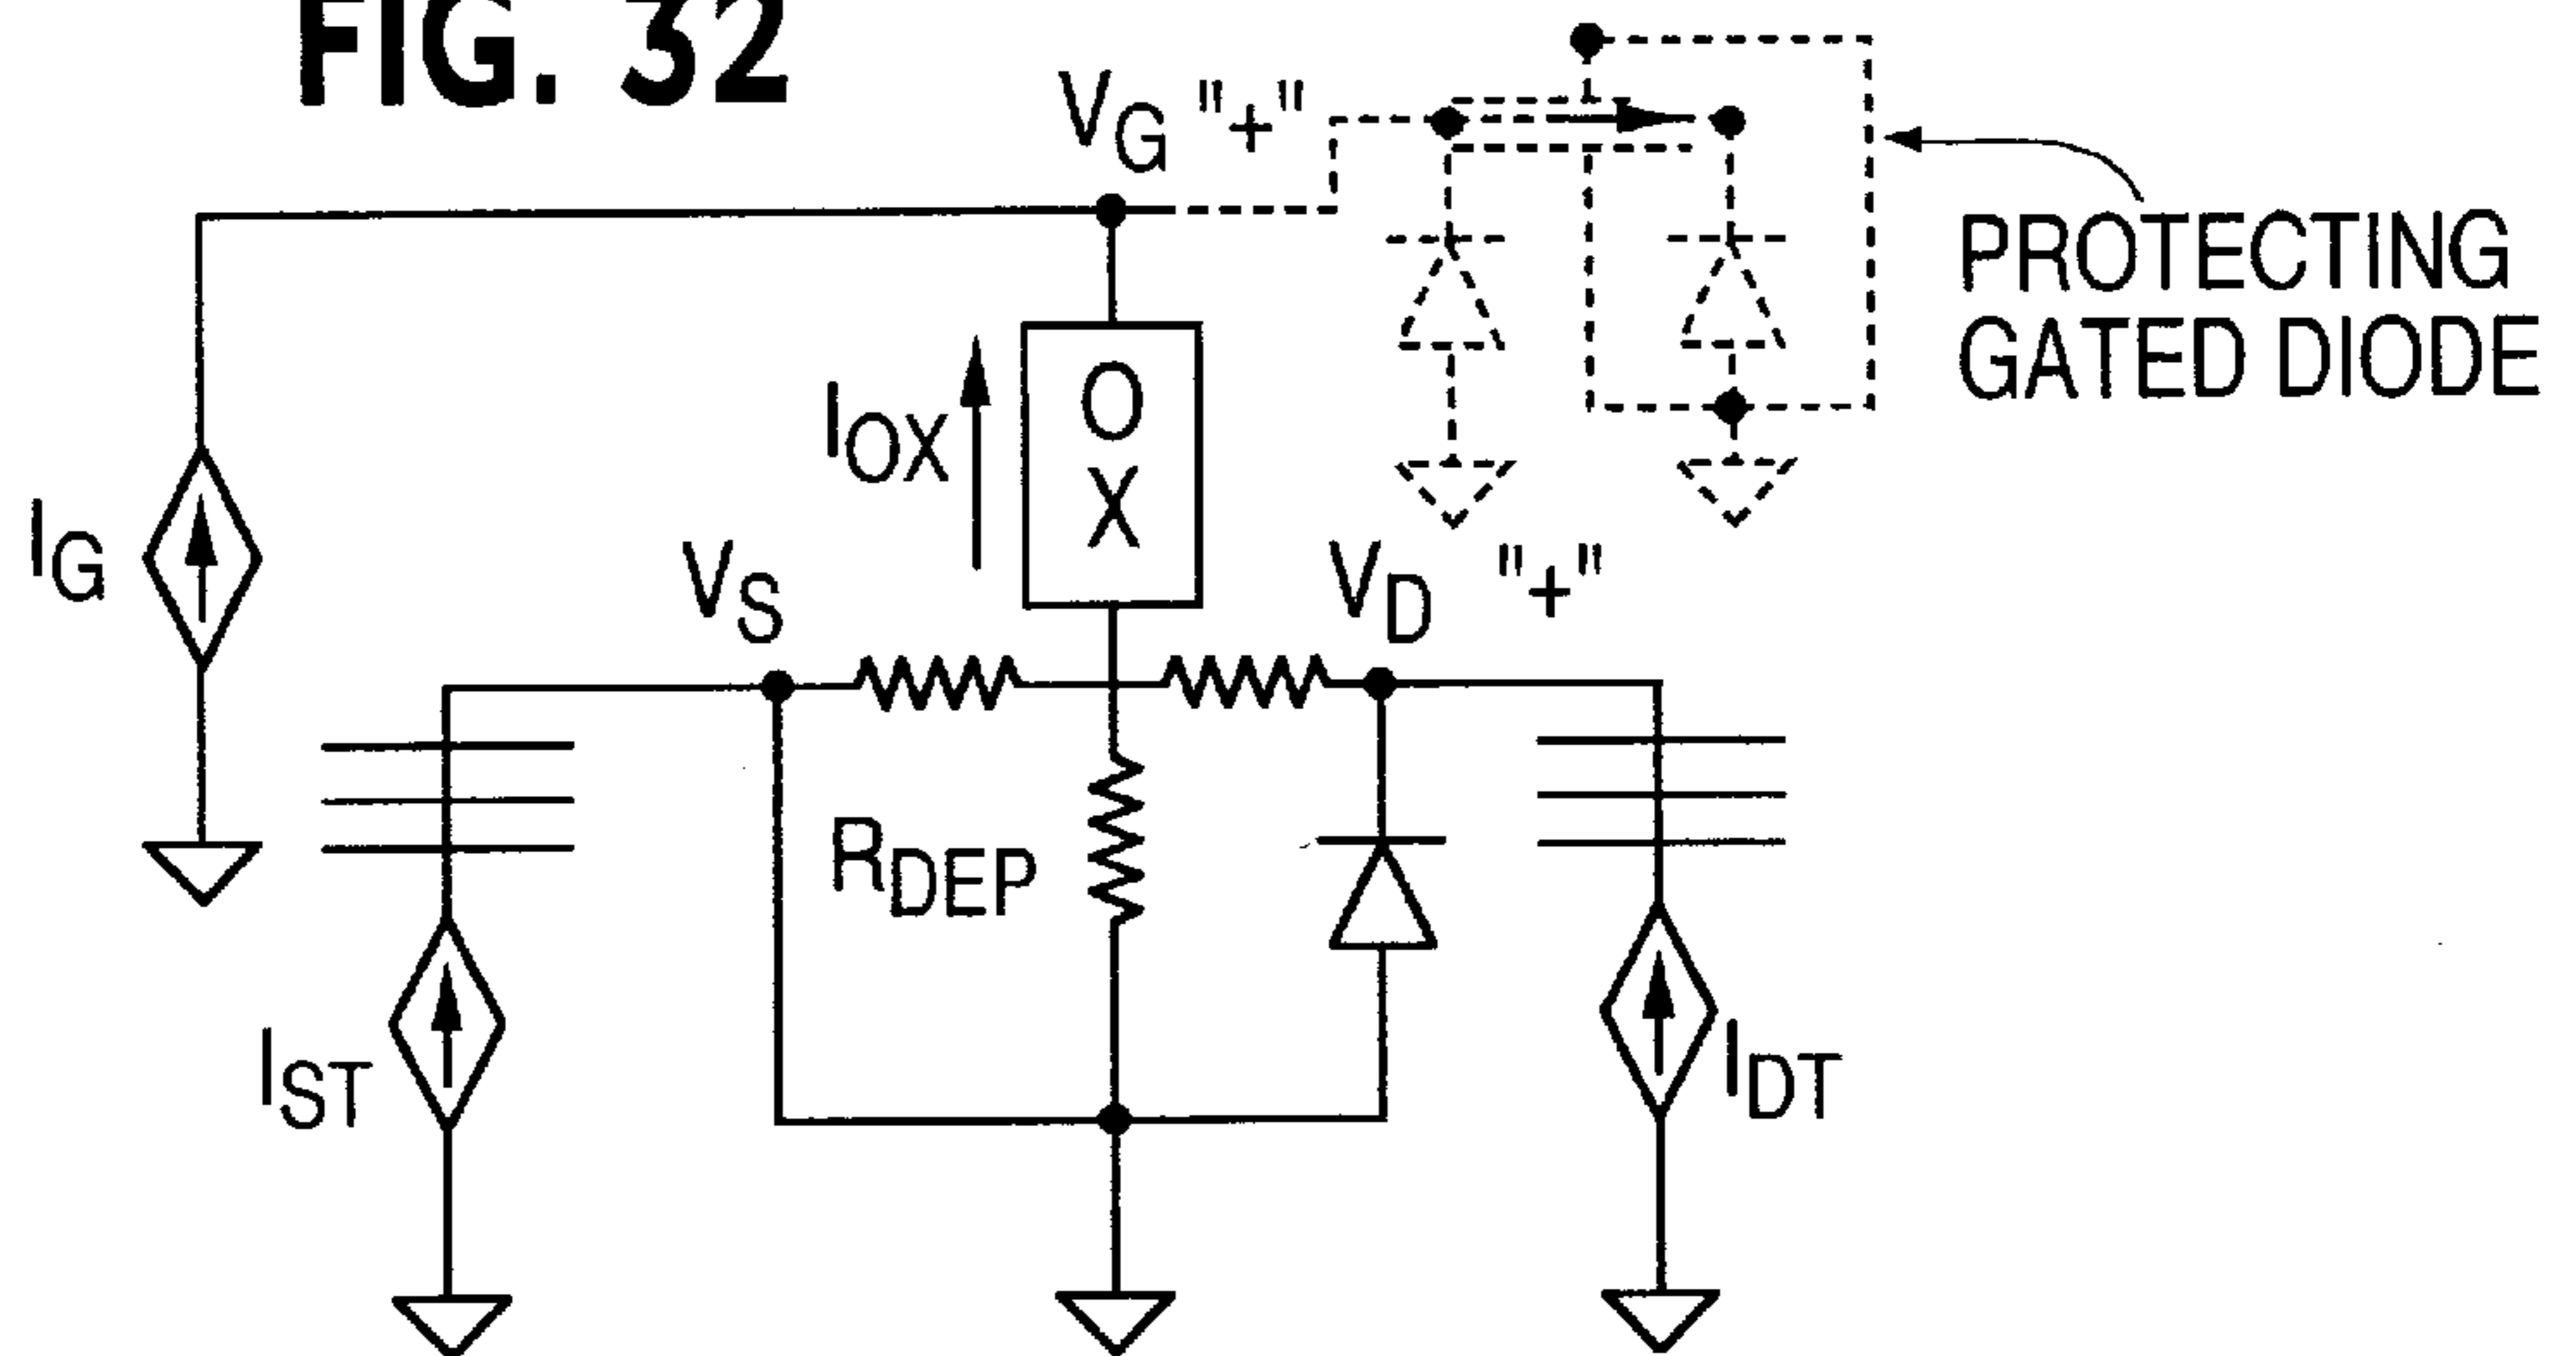 FIG. 32
VG "+"
PROTECTING
GATED DIODE
IOX
O
X
IG
VS
VD "+"
RDEP
IST
IDT